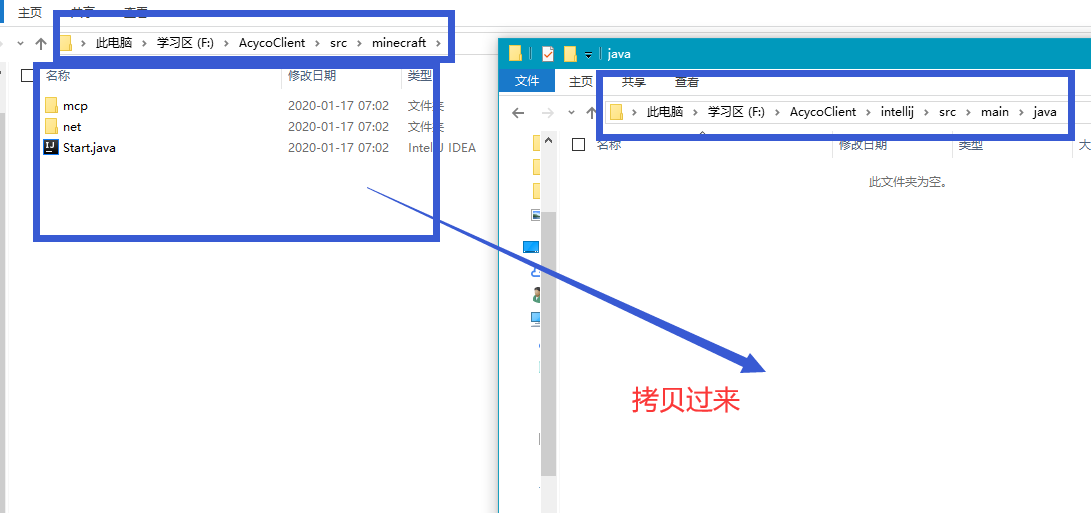 主页 共享 查看
此电脑 › 学习区 (F:) › AcycoClient › src › minecraft ›
名称 修改日期 类型
mcp 2020-01-17 07:02 文件夹
net 2020-01-17 07:02 文件夹
Start.java 2020-01-17 07:02 IntelliJ IDEA
java
文件 主页 共享 查看
› 此电脑 › 学习区 (F:) › AcycoClient › intellij › src › main › java
名称 修改日期 类型 大
此文件夹为空。
拷贝过来